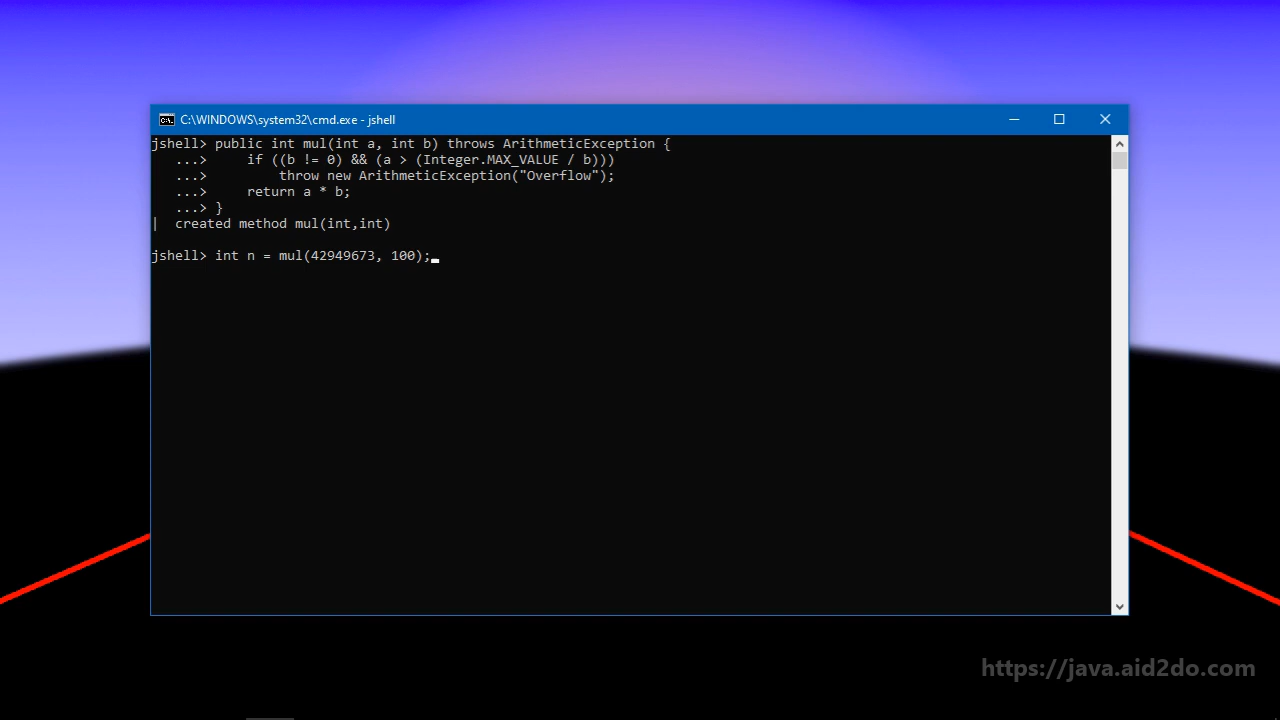 C:\WINDOWS\system32\cmd.exe - jshell
jshell> public int mul(int a, int b) throws ArithmeticException {
   ...>     if ((b != 0) && (a > (Integer.MAX_VALUE / b)))
   ...>         throw new ArithmeticException("Overflow");
   ...>     return a * b;
   ...> }
|  created method mul(int,int)
jshell> int n = mul(42949673, 100);
https://java.aid2do.com